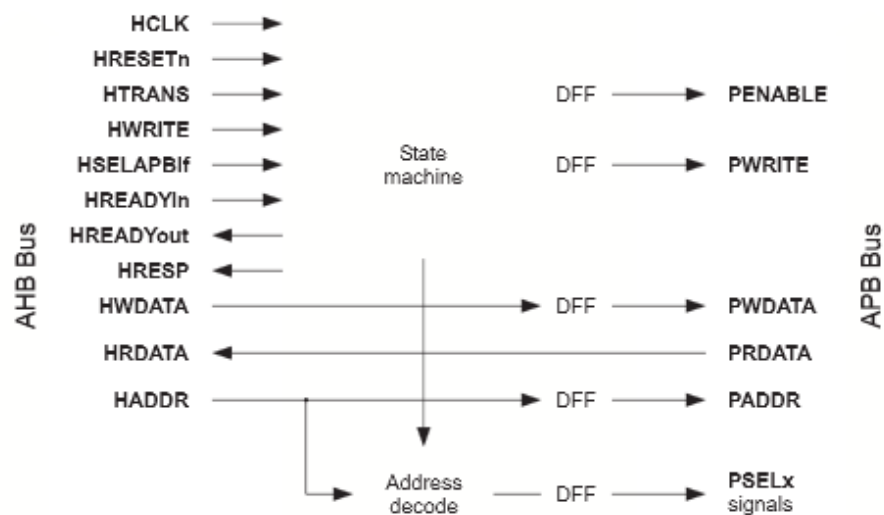 HCLK
HRESETn
HTRANS DFF PENABLE
HWRITE
State
HSELAPBIf DFF PWRITE
machine
HREADYIn
HREADYout
HRESP
HWDATA DFF PWDATA
HRDATA PRDATA
HADDR DFF PADDR
Address
decode
DFF
PSELx
signals
AHB Bus
APB Bus